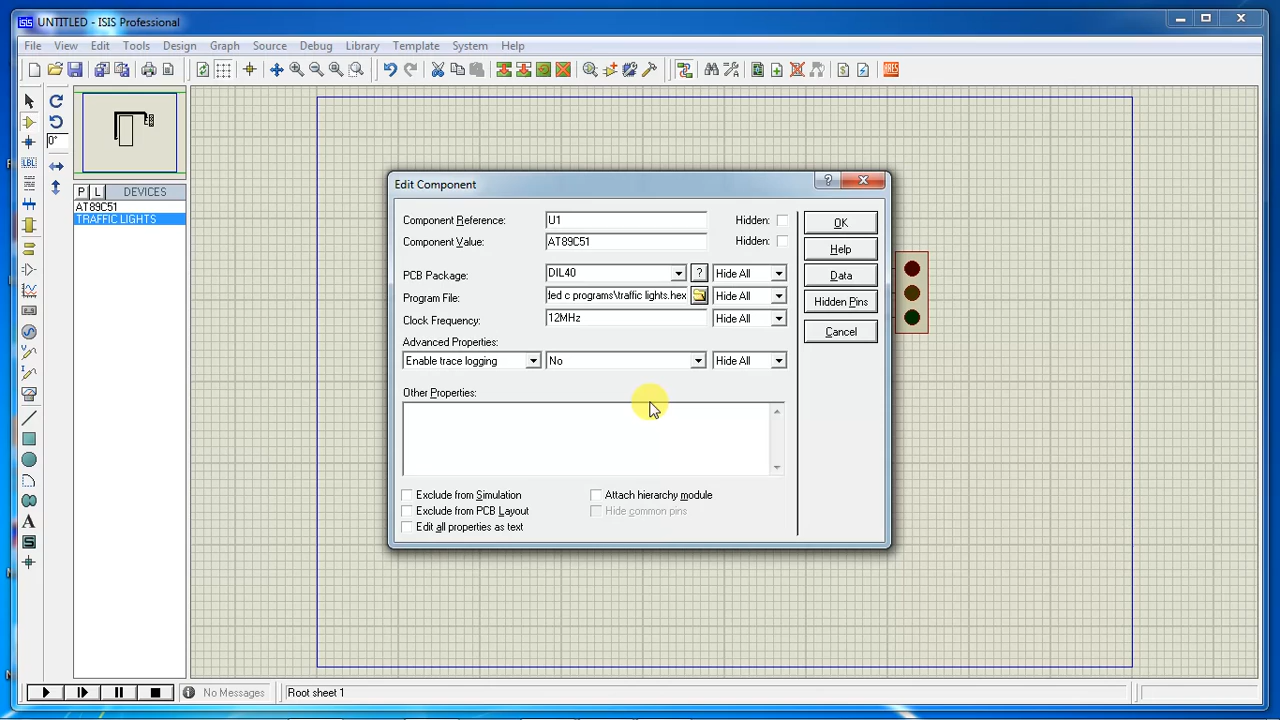 isis UNTITLED - ISIS Professional
File View Edit Tools Design Graph Source Debug Library Template System Help
ARES
0°
LBL
P L DEVICES
AT89C51
TRAFFIC LIGHTS
A
S
Edit Component
Component Reference: U1 Hidden:
Component Value: AT89C51 Hidden:
PCB Package: DIL40 ? Hide All
Program File: ded c programs\traffic lights.hex Hide All
Clock Frequency: 12MHz Hide All
Advanced Properties:
Enable trace logging No Hide All
Other Properties:
Exclude from Simulation Attach hierarchy module
Exclude from PCB Layout Hide common pins
Edit all properties as text
OK
Help
Data
Hidden Pins
Cancel
No Messages Root sheet 1